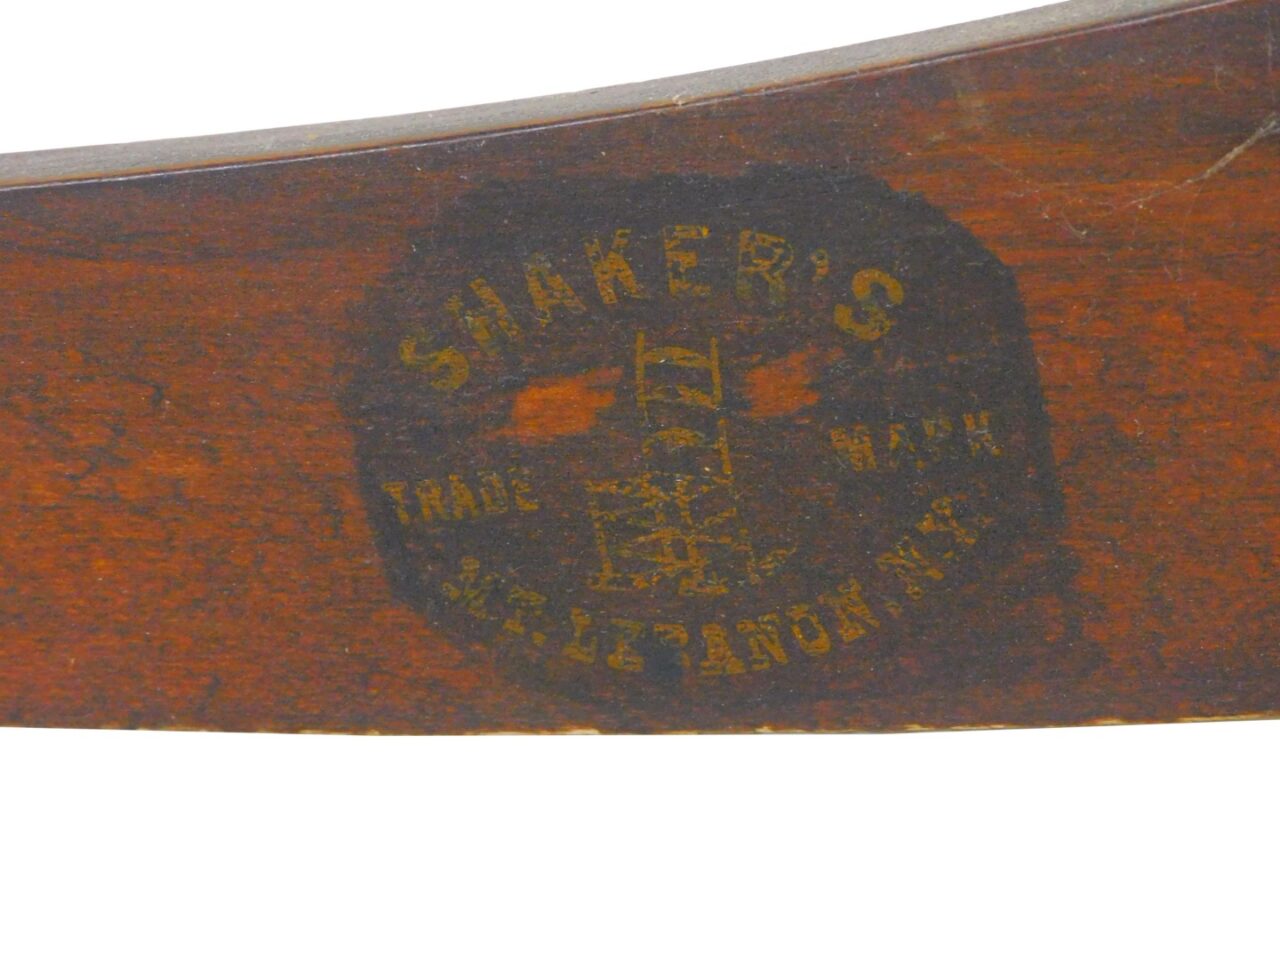 SHAKER'S
TRADE MARK
MT. LEBANON, N.Y.